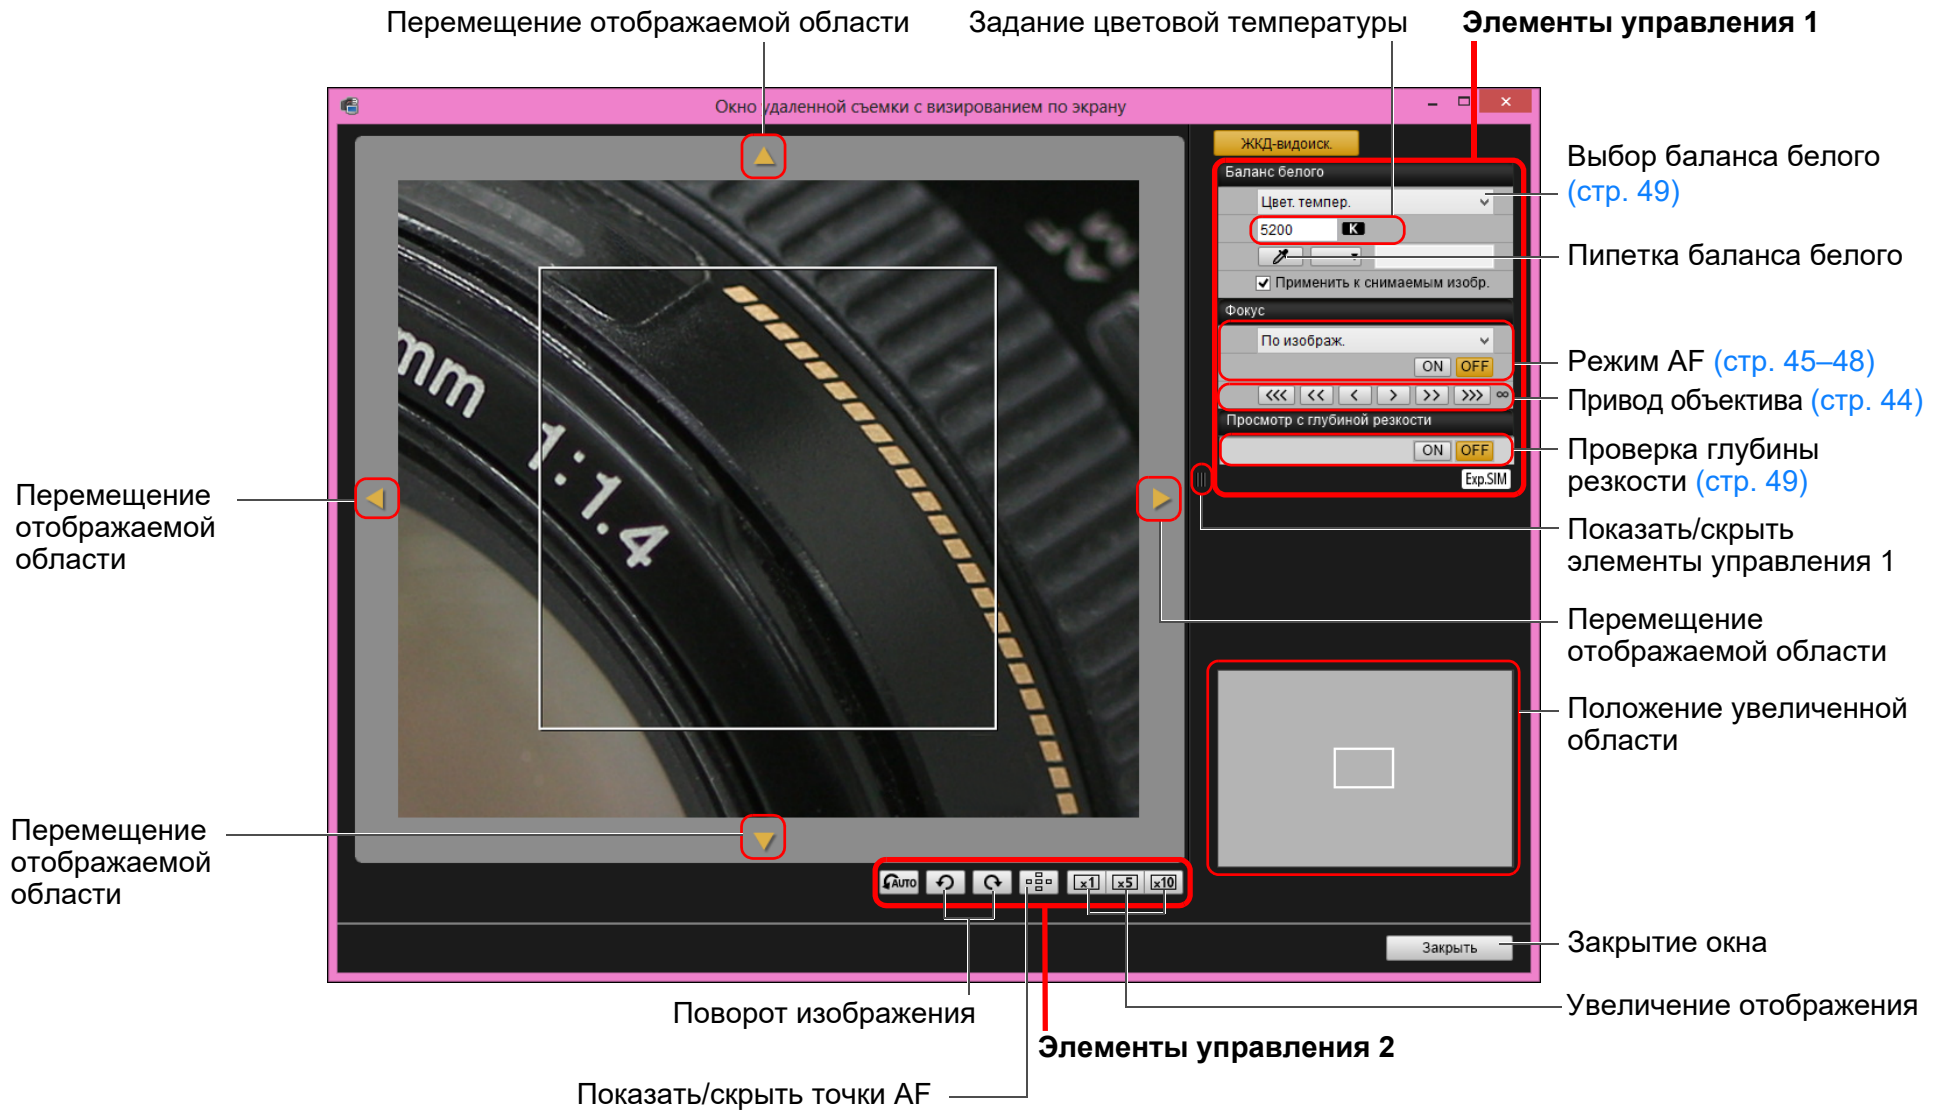 Перемещение отображаемой области
Задание цветовой температуры
Элементы управления 1
Окно удаленной съемки с визированием по экрану
ЖКД-видоиск.
Баланс белого
Цвет. темпер.
5200 K
Применить к снимаемым изобр.
Фокус
По изображ.
ON OFF
<<< << < > >> >>> ∞
Просмотр с глубиной резкости
ON OFF
Exp.SIM
Выбор баланса белого
(стр. 49)
Пипетка баланса белого
Режим AF (стр. 45–48)
Привод объектива (стр. 44)
Проверка глубины
резкости (стр. 49)
Показать/скрыть
элементы управления 1
Перемещение
отображаемой области
Положение увеличенной
области
Перемещение
отображаемой
области
Перемещение
отображаемой
области
mm 1:1.4
AUTO x1 x5 x10
Закрыть
Закрытие окна
Увеличение отображения
Поворот изображения
Элементы управления 2
Показать/скрыть точки AF